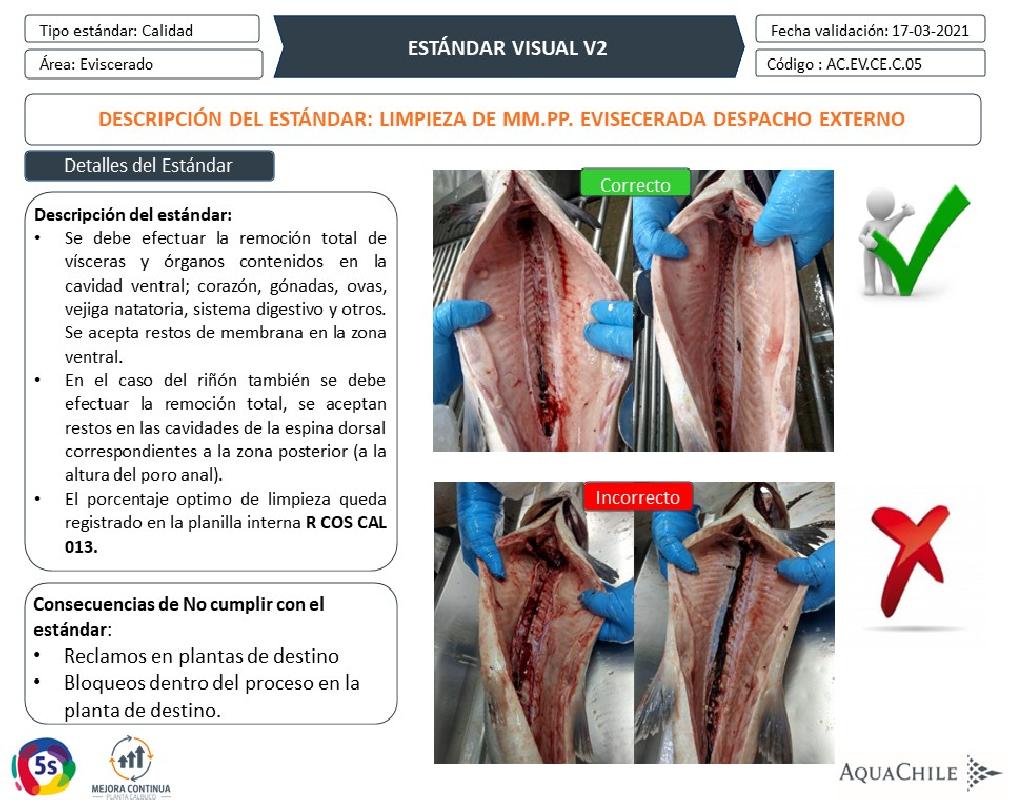 Tipo estándar: Calidad
Área: Eviscerado
ESTÁNDAR VISUAL V2
Fecha validación: 17-03-2021
Código : AC.EV.CE.C.05
DESCRIPCIÓN DEL ESTÁNDAR: LIMPIEZA DE MM.PP. EVISECERADA DESPACHO EXTERNO
Detalles del Estándar
Descripción del estándar:
• Se debe efectuar la remoción total de
vísceras y órganos contenidos en la
cavidad ventral; corazón, gónadas, ovas,
vejiga natatoria, sistema digestivo y otros.
Se acepta restos de membrana en la zona
ventral.
• En el caso del riñón también se debe
efectuar la remoción total, se aceptan
restos en las cavidades de la espina dorsal
correspondientes a la zona posterior (a la
altura del poro anal).
• El porcentaje optimo de limpieza queda
registrado en la planilla interna R COS CAL
013.
Consecuencias de No cumplir con el
estándar:
• Reclamos en plantas de destino
• Bloqueos dentro del proceso en la
planta de destino.
Correcto
Incorrecto
5s
MEJORA CONTINUA
PLANTA CALBUCO
AQUACHILE